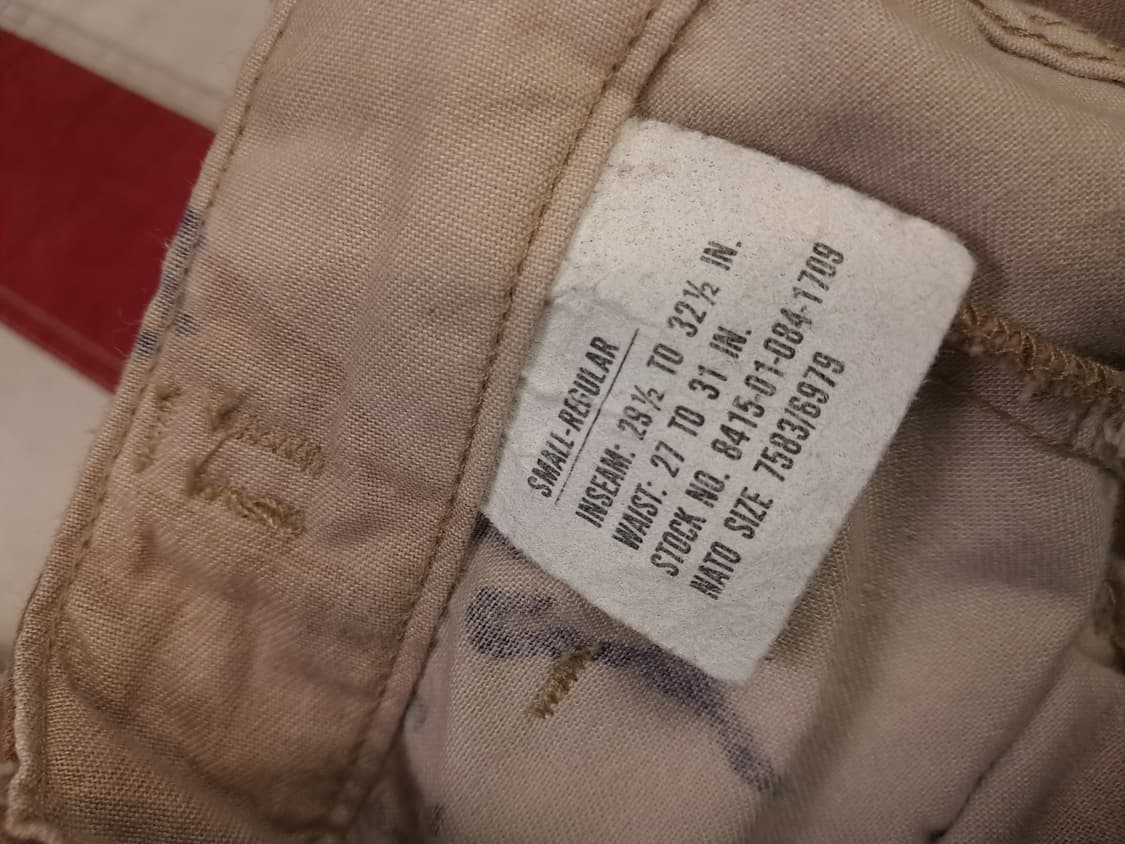 SMALL-REGULAR
INSEAM: 29½ TO 32½ IN.
WAIST: 27 TO 31 IN.
STOCK NO. 8415-01-084-1709
NATO SIZE 7583/6979